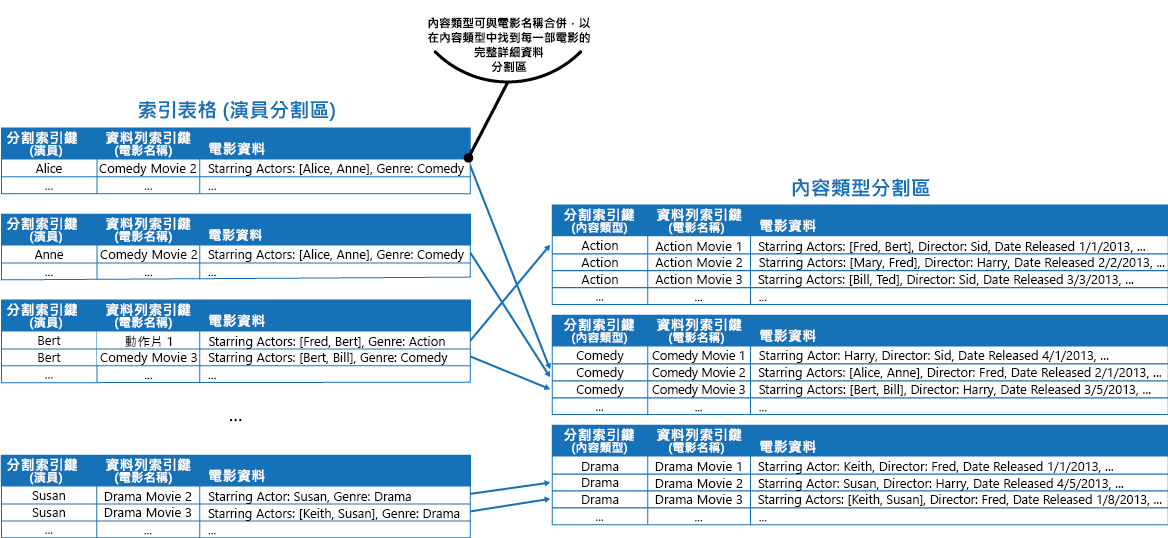 內容類型可與電影名稱合併，以
在內容類型中找到每一部電影的
完整詳細資料
分割區
索引表格 (演員分割區)
分割索引鍵 資料列索引鍵 電影資料
(演員) (電影名稱)
Alice Comedy Movie 2 Starring Actors: [Alice, Anne], Genre: Comedy
... ... ...
分割索引鍵 資料列索引鍵 電影資料
(演員) (電影名稱)
Anne Comedy Movie 2 Starring Actors: [Alice, Anne], Genre: Comedy
... ... ...
分割索引鍵 資料列索引鍵 電影資料
(演員) (電影名稱)
Bert 動作片 1 Starring Actors: [Fred, Bert], Genre: Action
Bert Comedy Movie 3 Starring Actors: [Bert, Bill], Genre: Comedy
... ... ...
...
分割索引鍵 資料列索引鍵 電影資料
(演員) (電影名稱)
Susan Drama Movie 2 Starring Actor: Susan, Genre: Drama
Susan Drama Movie 3 Starring Actors: [Keith, Susan], Genre: Drama
... ... ...
內容類型分割區
分割索引鍵 資料列索引鍵 電影資料
(內容類型) (電影名稱)
Action Action Movie 1 Starring Actors: [Fred, Bert], Director: Sid, Date Released 1/1/2013, ...
Action Action Movie 2 Starring Actors: [Mary, Fred], Director: Harry, Date Released 2/2/2013, ...
Action Action Movie 3 Starring Actors: [Bill, Ted], Director: Sid, Date Released 3/3/2013, ...
... ... ...
分割索引鍵 資料列索引鍵 電影資料
(內容類型) (電影名稱)
Comedy Comedy Movie 1 Starring Actor: Harry, Director: Sid, Date Released 4/1/2013, ...
Comedy Comedy Movie 2 Starring Actors: [Alice, Anne], Director: Fred, Date Released 2/1/2013, ...
Comedy Comedy Movie 3 Starring Actors: [Bert, Bill], Director: Harry, Date Released 3/5/2013, ...
... ... ...
分割索引鍵 資料列索引鍵 電影資料
(內容類型) (電影名稱)
Drama Drama Movie 1 Starring Actor: Keith, Director: Fred, Date Released 1/1/2013, ...
Drama Drama Movie 2 Starring Actor: Susan, Director: Harry, Date Released 4/5/2013, ...
Drama Drama Movie 3 Starring Actors: [Keith, Susan], Director: Fred, Date Released 1/8/2013, ...
... ... ...